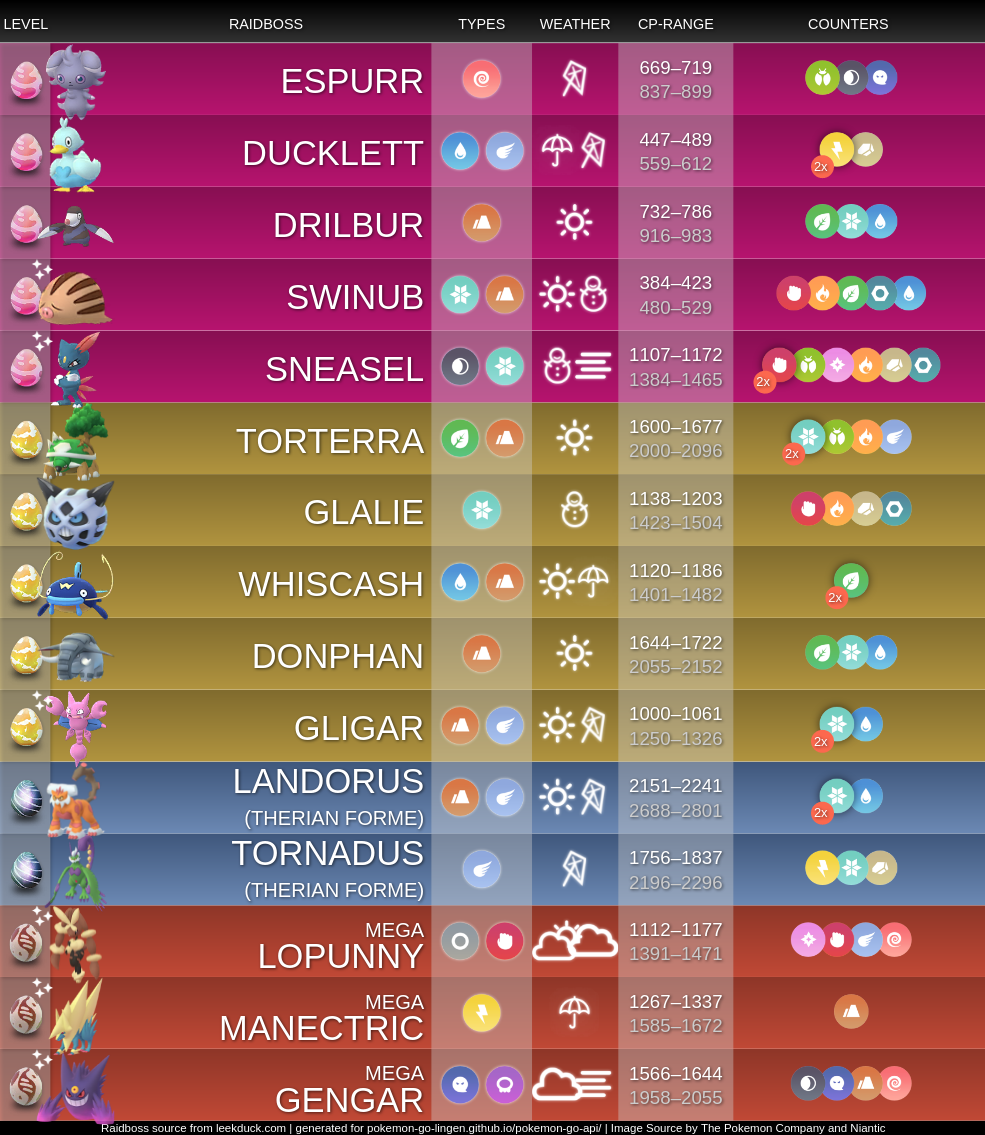 LEVEL RAIDBOSS TYPES WEATHER CP-RANGE COUNTERS
ESPURR 669–719
837–899
DUCKLETT 447–489
559–612
2x
DRILBUR 732–786
916–983
SWINUB 384–423
480–529
SNEASEL 1107–1172
1384–1465
2x
TORTERRA 1600–1677
2000–2096
2x
GLALIE 1138–1203
1423–1504
WHISCASH 1120–1186
1401–1482
2x
DONPHAN 1644–1722
2055–2152
GLIGAR 1000–1061
1250–1326
2x
LANDORUS 2151–2241
(THERIAN FORME) 2688–2801
2x
TORNADUS 1756–1837
(THERIAN FORME) 2196–2296
MEGA 1112–1177
LOPUNNY 1391–1471
MEGA 1267–1337
MANECTRIC 1585–1672
MEGA 1566–1644
GENGAR 1958–2055
Raidboss source from leekduck.com | generated for pokemon-go-lingen.github.io/pokemon-go-api/ | Image Source by The Pokemon Company and Niantic